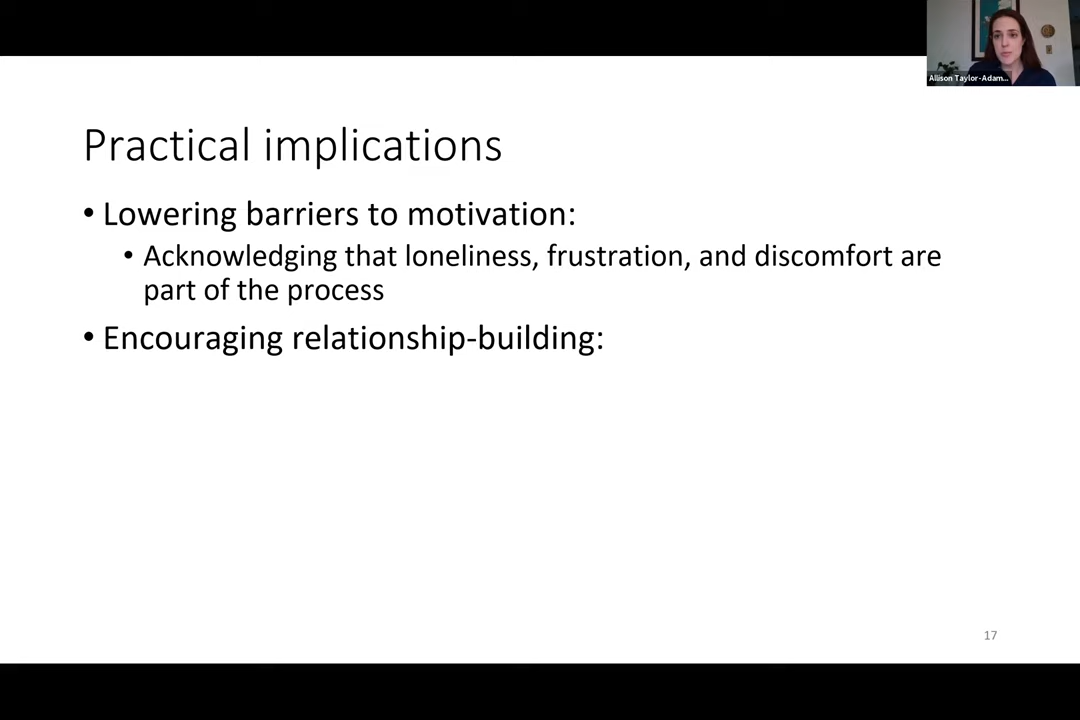 Allison Taylor-Adam...
Practical implications
• Lowering barriers to motivation:
• Acknowledging that loneliness, frustration, and discomfort are
part of the process
• Encouraging relationship-building:
17